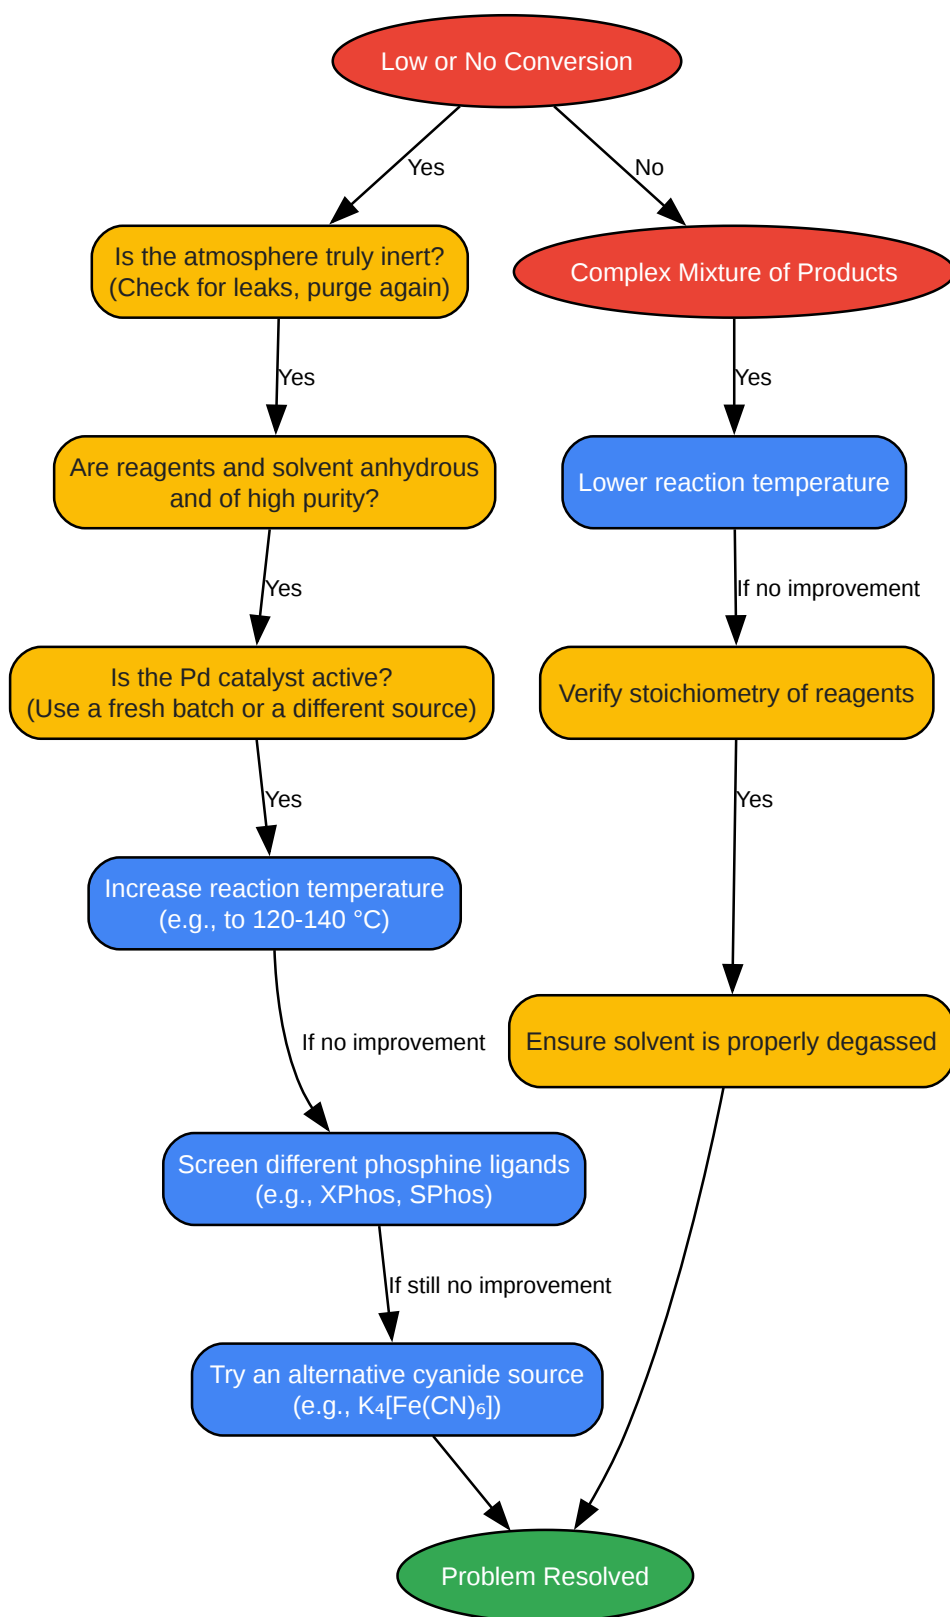 Low or No Conversion
Yes
No
Is the atmosphere truly inert?
(Check for leaks, purge again)
Complex Mixture of Products
Yes
Yes
Are reagents and solvent anhydrous
and of high purity?
Lower reaction temperature
Yes
If no improvement
Is the Pd catalyst active?
(Use a fresh batch or a different source)
Verify stoichiometry of reagents
Yes
Yes
Increase reaction temperature
(e.g., to 120-140 °C)
If no improvement
Ensure solvent is properly degassed
Screen different phosphine ligands
(e.g., XPhos, SPhos)
If still no improvement
Try an alternative cyanide source
(e.g., K₄[Fe(CN)₆])
Problem Resolved